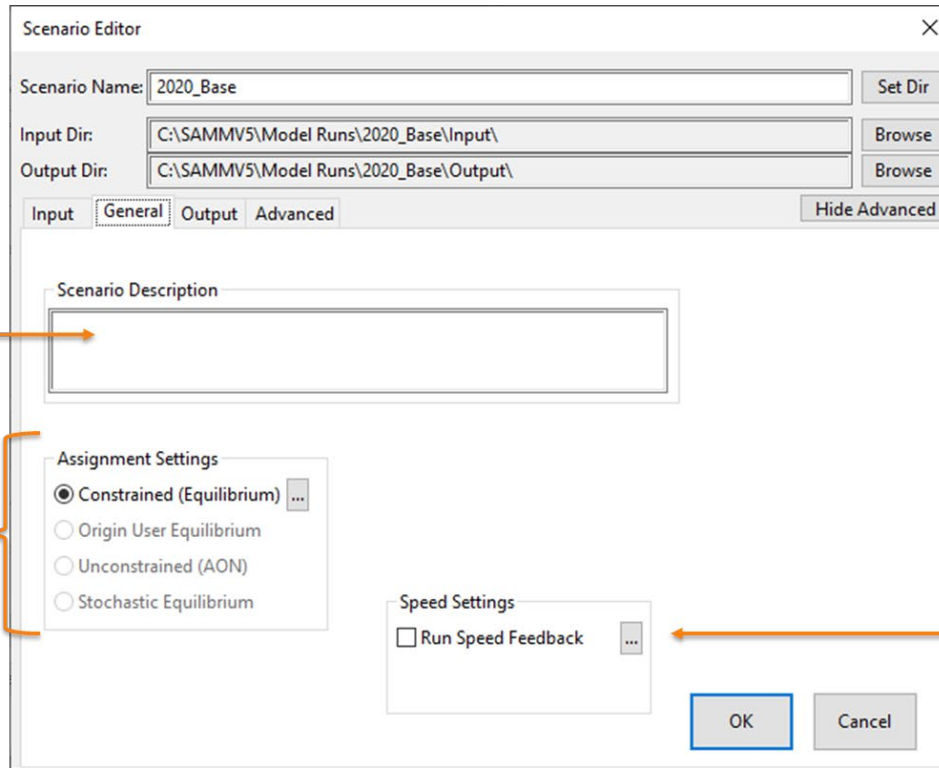 Scenario Editor
Scenario Name: 2020_Base Set Dir
Input Dir: C:\SAMMV5\Model Runs\2020_Base\Input\ Browse
Output Dir: C:\SAMMV5\Model Runs\2020_Base\Output\ Browse
Input General Output Advanced Hide Advanced
Scenario Description
Assignment Settings
Constrained (Equilibrium) ...
Origin User Equilibrium
Unconstrained (AON)
Stochastic Equilibrium
Speed Settings
Run Speed Feedback ...
OK Cancel